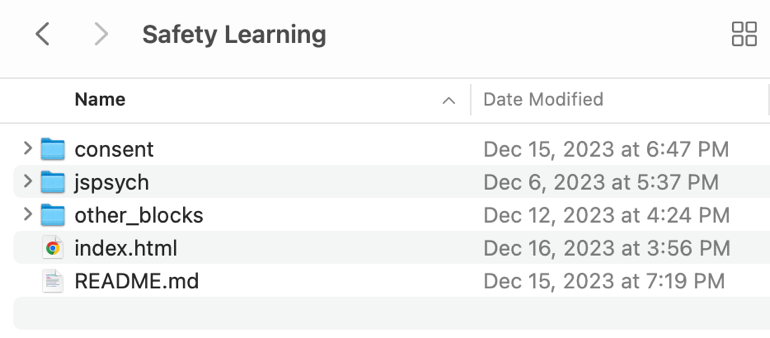 Safety Learning
Name Date Modified
consent Dec 15, 2023 at 6:47 PM
jspsych Dec 6, 2023 at 5:37 PM
other_blocks Dec 12, 2023 at 4:24 PM
index.html Dec 16, 2023 at 3:56 PM
README.md Dec 15, 2023 at 7:19 PM